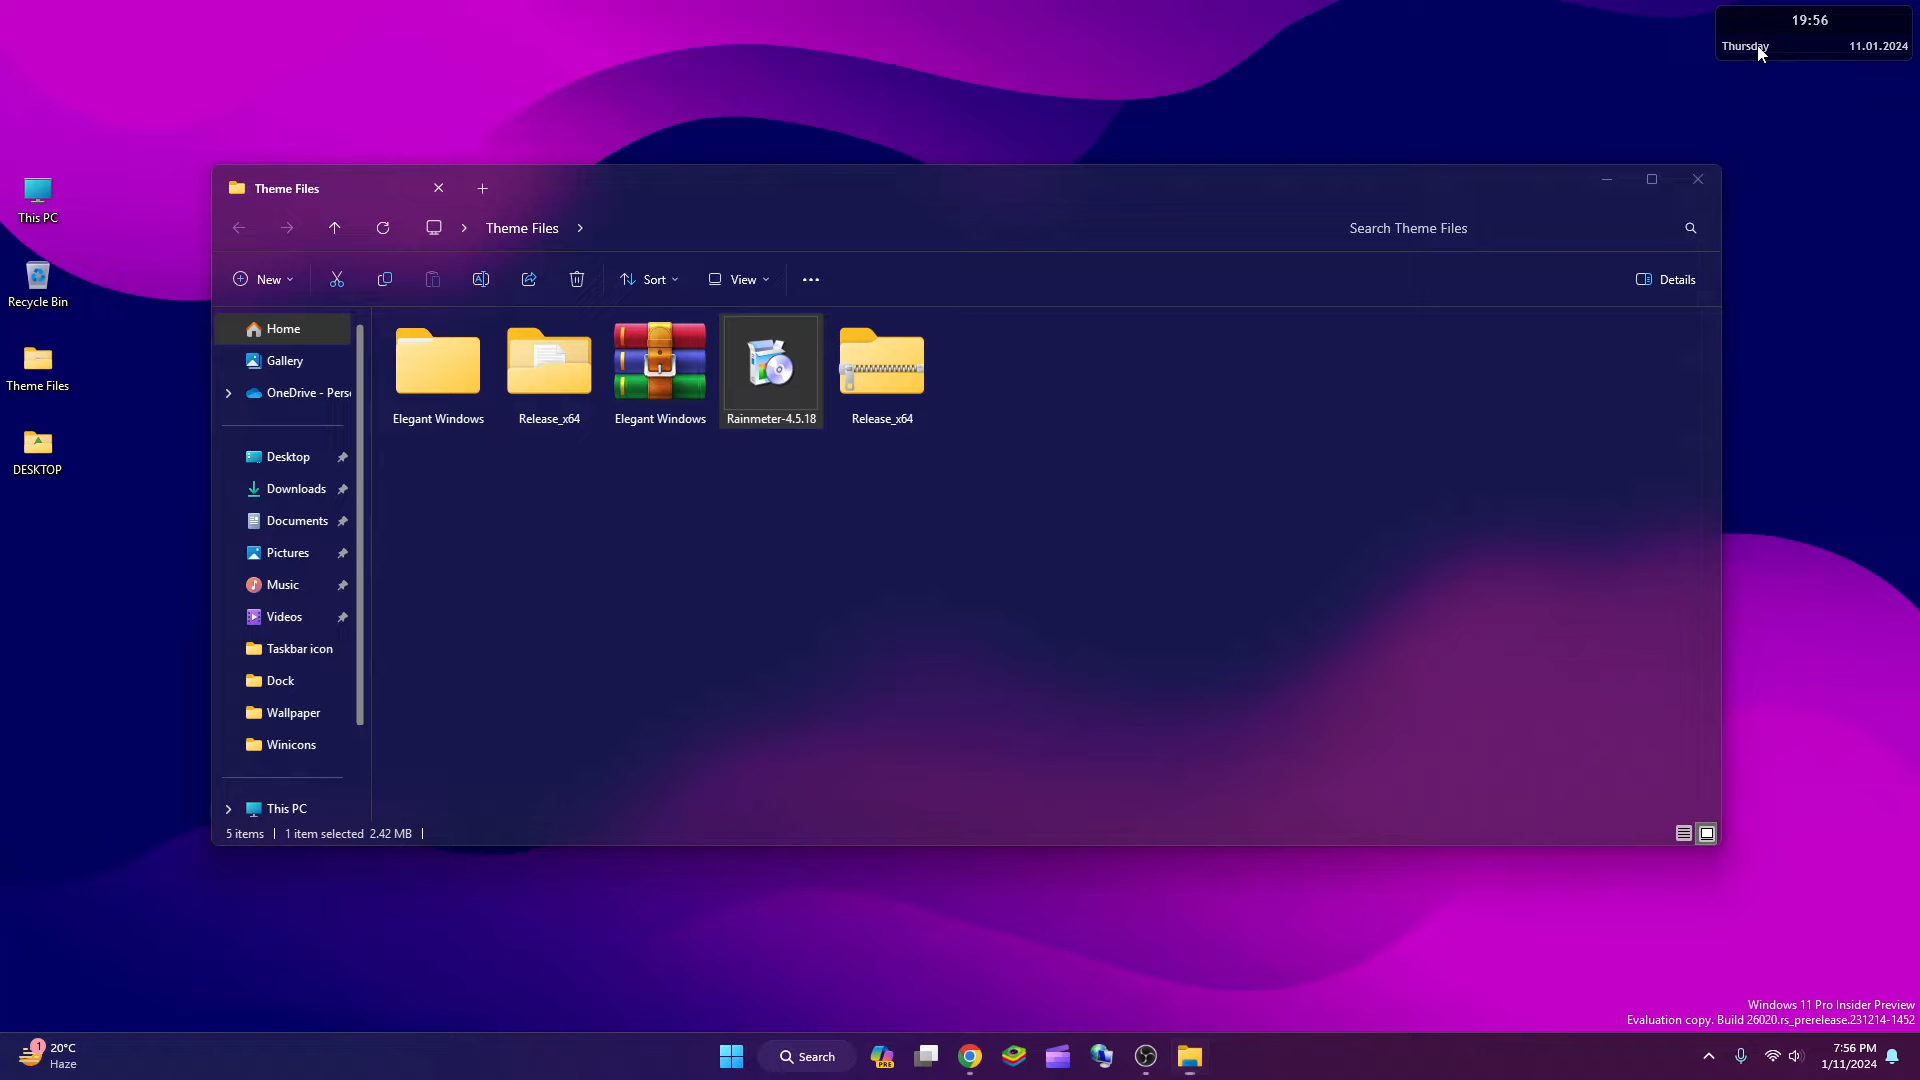 19:56
Thursday 11.01.2024
This PC
Recycle Bin
Theme Files
DESKTOP
Theme Files
Theme Files
Search Theme Files
New
Sort
View
Details
Home
Gallery
OneDrive - Pers
Desktop
Downloads
Documents
Pictures
Music
Videos
Taskbar icon
Dock
Wallpaper
Winicons
This PC
Elegant Windows
Release_x64
Elegant Windows
Rainmeter-4.5.18
Release_x64
5 items
1 item selected 2.42 MB
Windows 11 Pro Insider Preview
Evaluation copy. Build 26020.rs_prerelease.231214-1452
1
20°C
Haze
Search
PRE
7:56 PM
1/11/2024